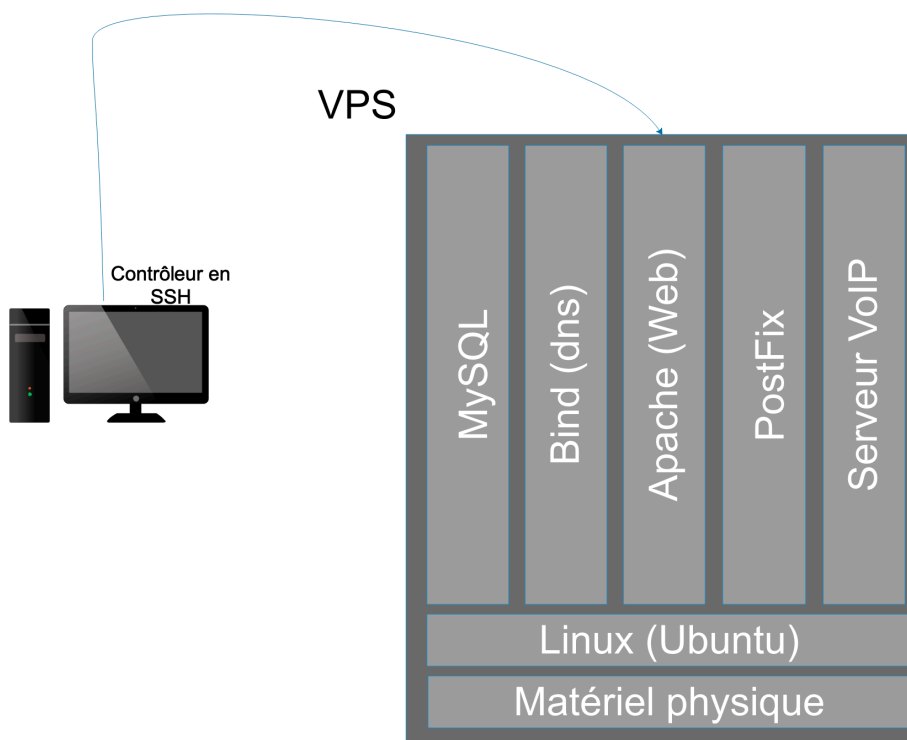 VPS
Contrôleur en
SSH
MySQL
Bind (dns)
Apache (Web)
PostFix
Serveur VoIP
Linux (Ubuntu)
Matériel physique